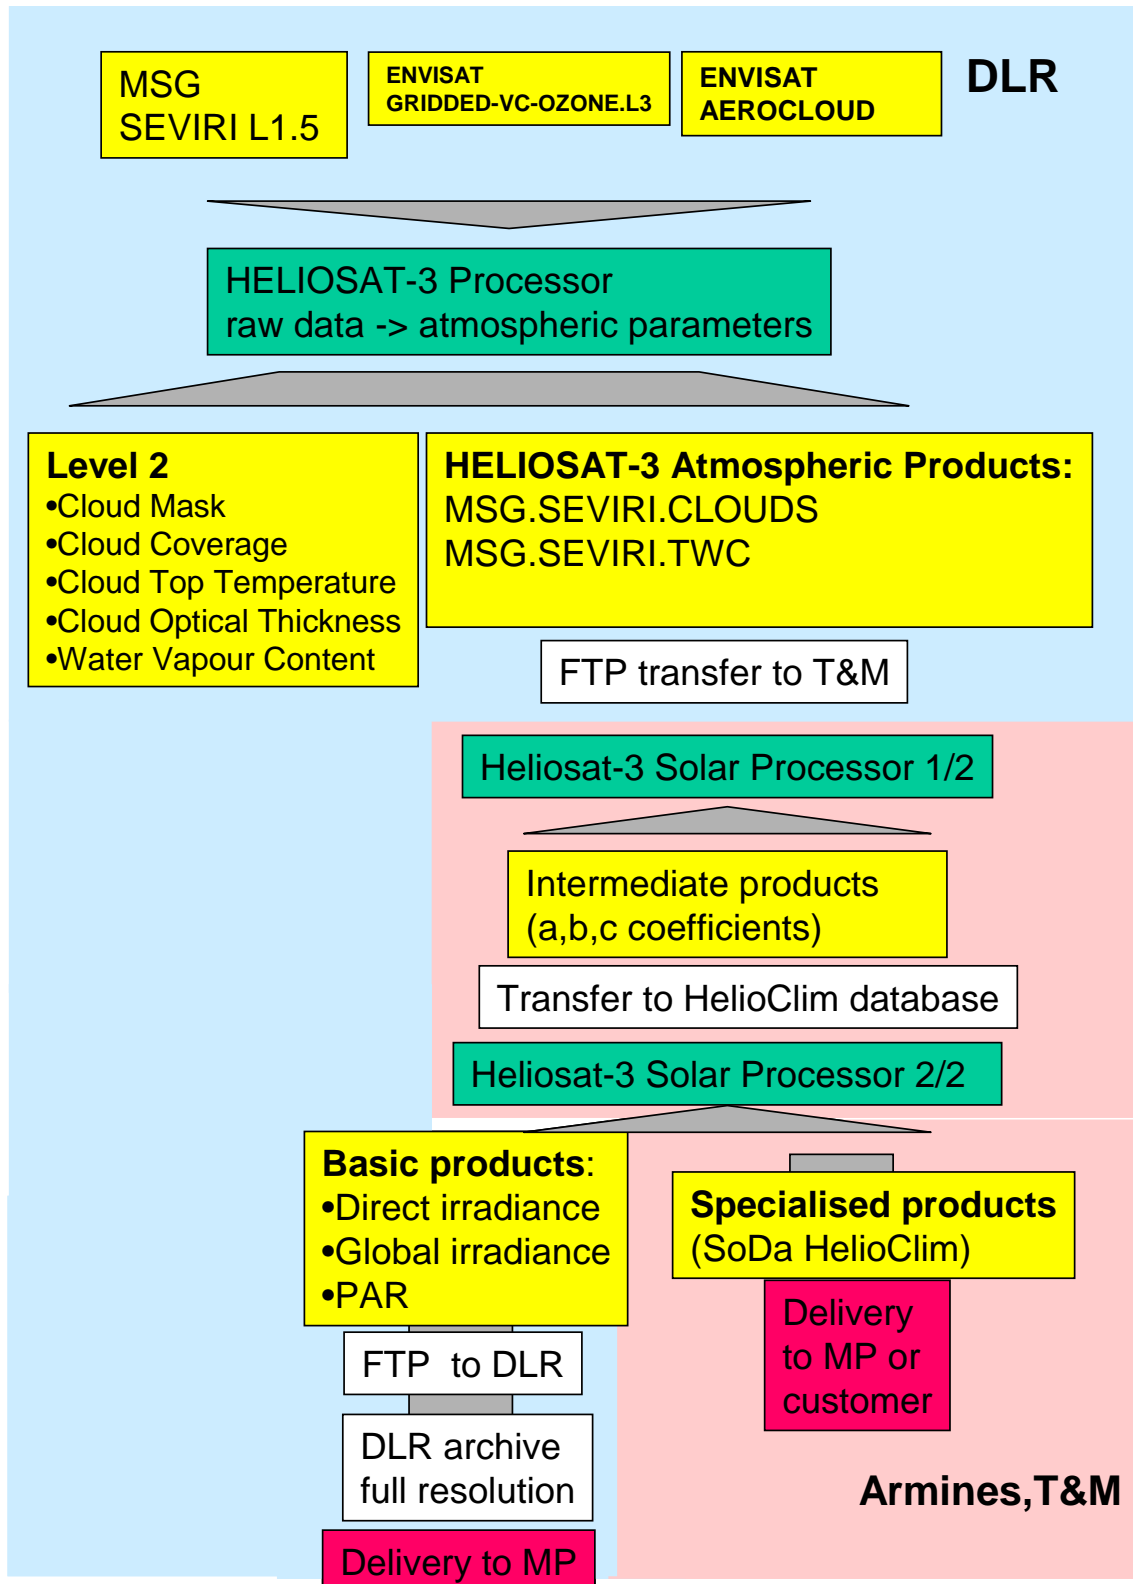 MSG
SEVIRI L1.5
ENVISAT
GRIDDED-VC-OZONE.L3
ENVISAT
AEROCLOUD
DLR
HELIOSAT-3 Processor
raw data -> atmospheric parameters
Level 2
•Cloud Mask
•Cloud Coverage
•Cloud Top Temperature
•Cloud Optical Thickness
•Water Vapour Content
HELIOSAT-3 Atmospheric Products:
MSG.SEVIRI.CLOUDS
MSG.SEVIRI.TWC
FTP transfer to T&M
Heliosat-3 Solar Processor 1/2
Intermediate products
(a,b,c coefficients)
Transfer to HelioClim database
Heliosat-3 Solar Processor 2/2
Basic products:
•Direct irradiance
•Global irradiance
•PAR
FTP  to DLR
DLR archive
full resolution
Delivery to MP
Specialised products
(SoDa HelioClim)
Delivery
to MP or
customer
Armines,T&M